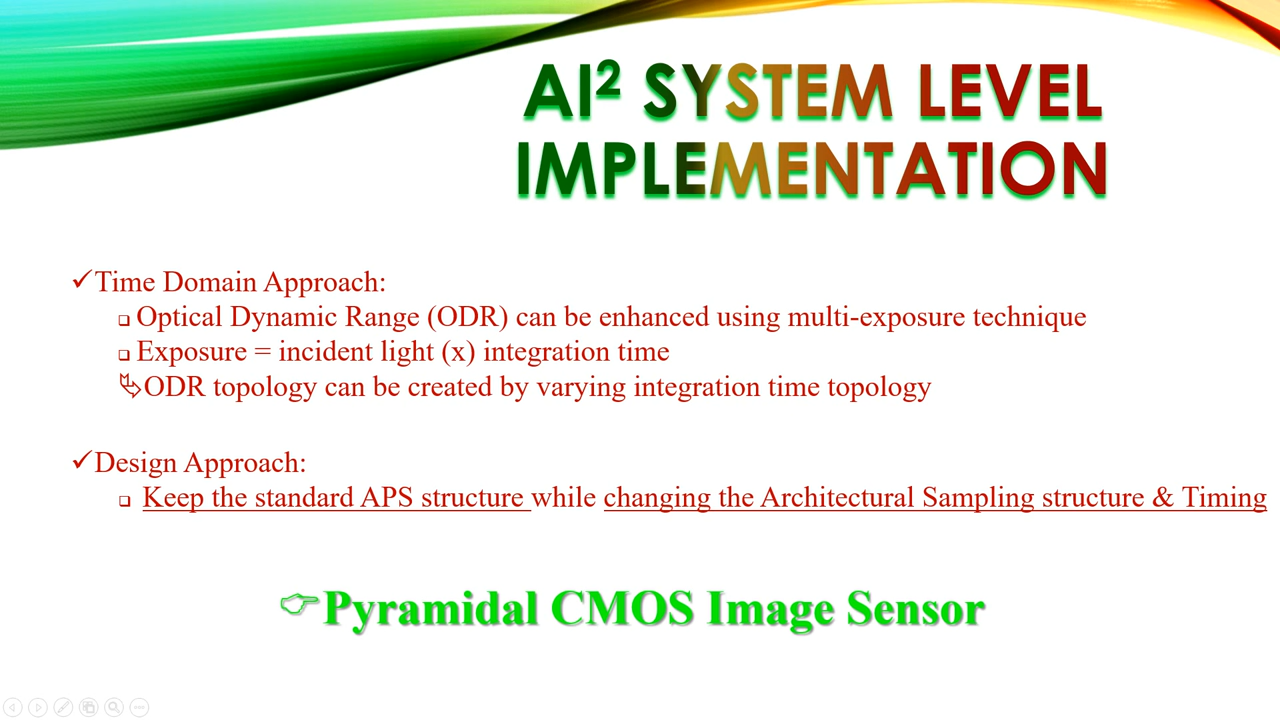 AI² SYSTEM LEVEL
IMPLEMENTATION
✓Time Domain Approach:
❑ Optical Dynamic Range (ODR) can be enhanced using multi-exposure technique
❑ Exposure = incident light (x) integration time
ODR topology can be created by varying integration time topology
✓Design Approach:
❑ Keep the standard APS structure while changing the Architectural Sampling structure & Timing
☞Pyramidal CMOS Image Sensor